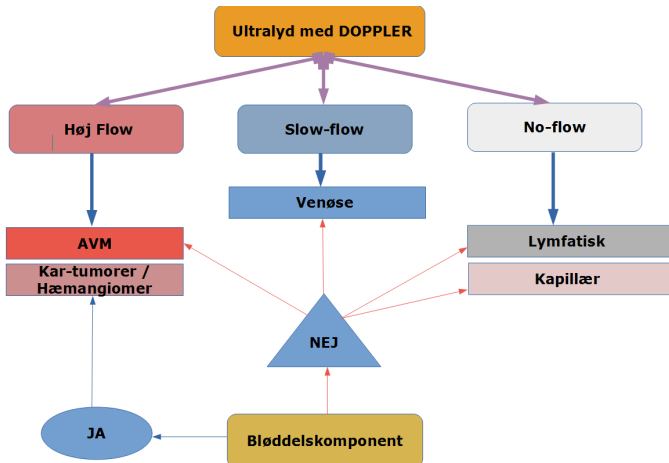 Ultralyd med DOPPLER
Høj Flow
Slow-flow
No-flow
Venøse
AVM
Lymfatisk
Kar-tumorer /
Hæmangiomer
Kapillær
NEJ
JA
Bløddelskomponent